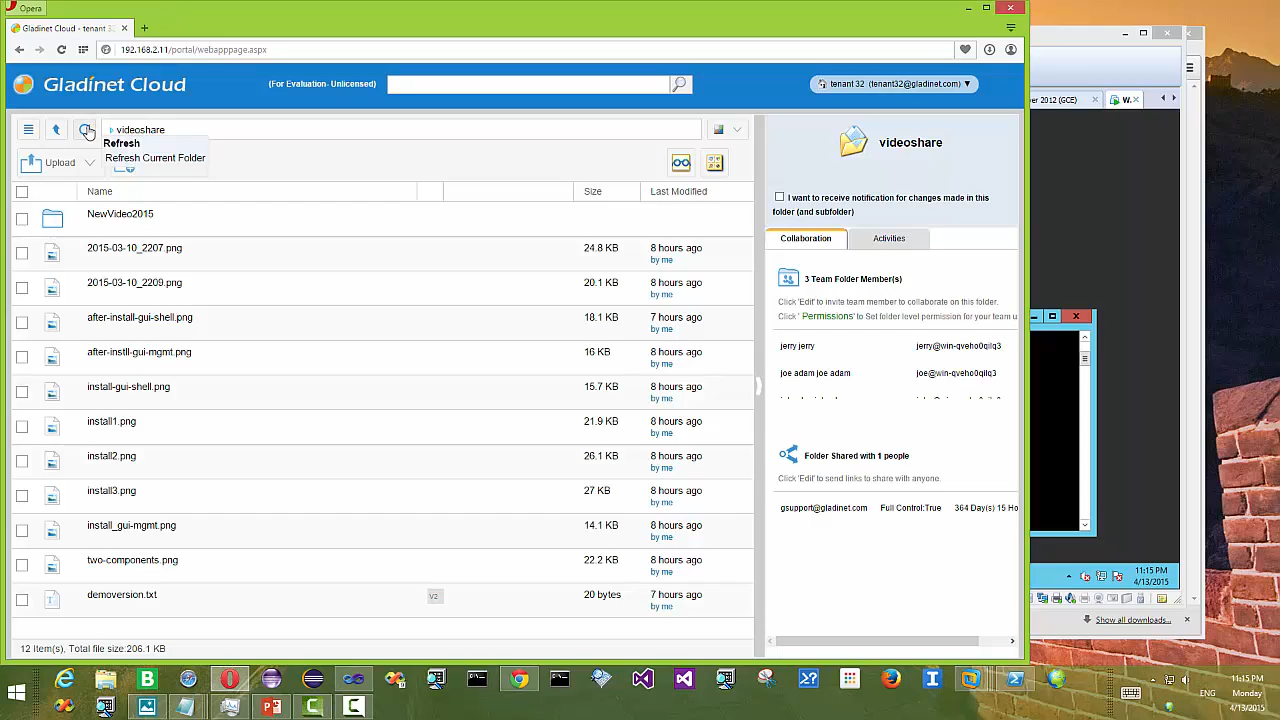 Opera
Gladinet Cloud - tenant 32
192.168.2.11/portal/webapppage.aspx
Gladinet Cloud
(For Evaluation- Unlicensed)
tenant 32 (tenant32@gladinet.com) ▼
videoshare
Refresh
Refresh Current Folder
Upload
Name Size Last Modified
NewVideo2015
2015-03-10_2207.png 24.8 KB 8 hours ago
by me
2015-03-10_2209.png 20.1 KB 8 hours ago
by me
after-install-gui-shell.png 18.1 KB 7 hours ago
by me
after-instll-gui-mgmt.png 16 KB 8 hours ago
by me
install-gui-shell.png 15.7 KB 8 hours ago
by me
install1.png 21.9 KB 8 hours ago
by me
install2.png 26.1 KB 8 hours ago
by me
install3.png 27 KB 8 hours ago
by me
install_gui-mgmt.png 14.1 KB 8 hours ago
by me
two-components.png 22.2 KB 8 hours ago
by me
demoversion.txt V2 20 bytes 7 hours ago
by me
12 Item(s), Total file size:206.1 KB
videoshare
I want to receive notification for changes made in this
folder (and subfolder)
Collaboration Activities
3 Team Folder Member(s)
Click 'Edit' to invite team member to collaborate on this folder.
Click ' Permissions' to Set folder level permission for your team u
jerry jerry jerry@win-qveho0qilq3
joe adam joe adam joe@win-qveho0qilq3
Folder Shared with 1 people
Click 'Edit' to send links to share with anyone.
gsupport@gladinet.com Full Control:True 364 Day(s) 15 Ho
ver 2012 (GCE) W..
11:15 PM
4/13/2015
Show all downloads...
ENG
11:15 PM
Monday
4/13/2015